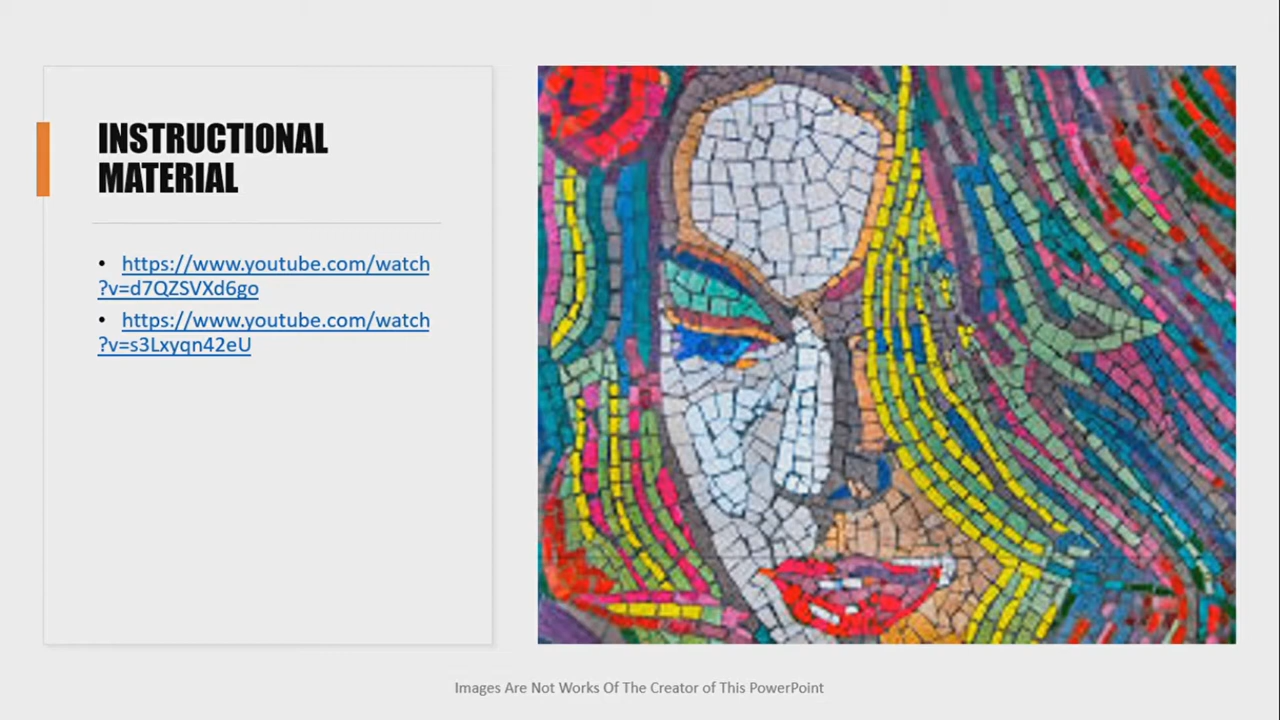 INSTRUCTIONAL
MATERIAL
• https://www.youtube.com/watch
?v=d7QZSVXd6go
• https://www.youtube.com/watch
?v=s3Lxyqn42eU
Images Are Not Works Of The Creator of This PowerPoint